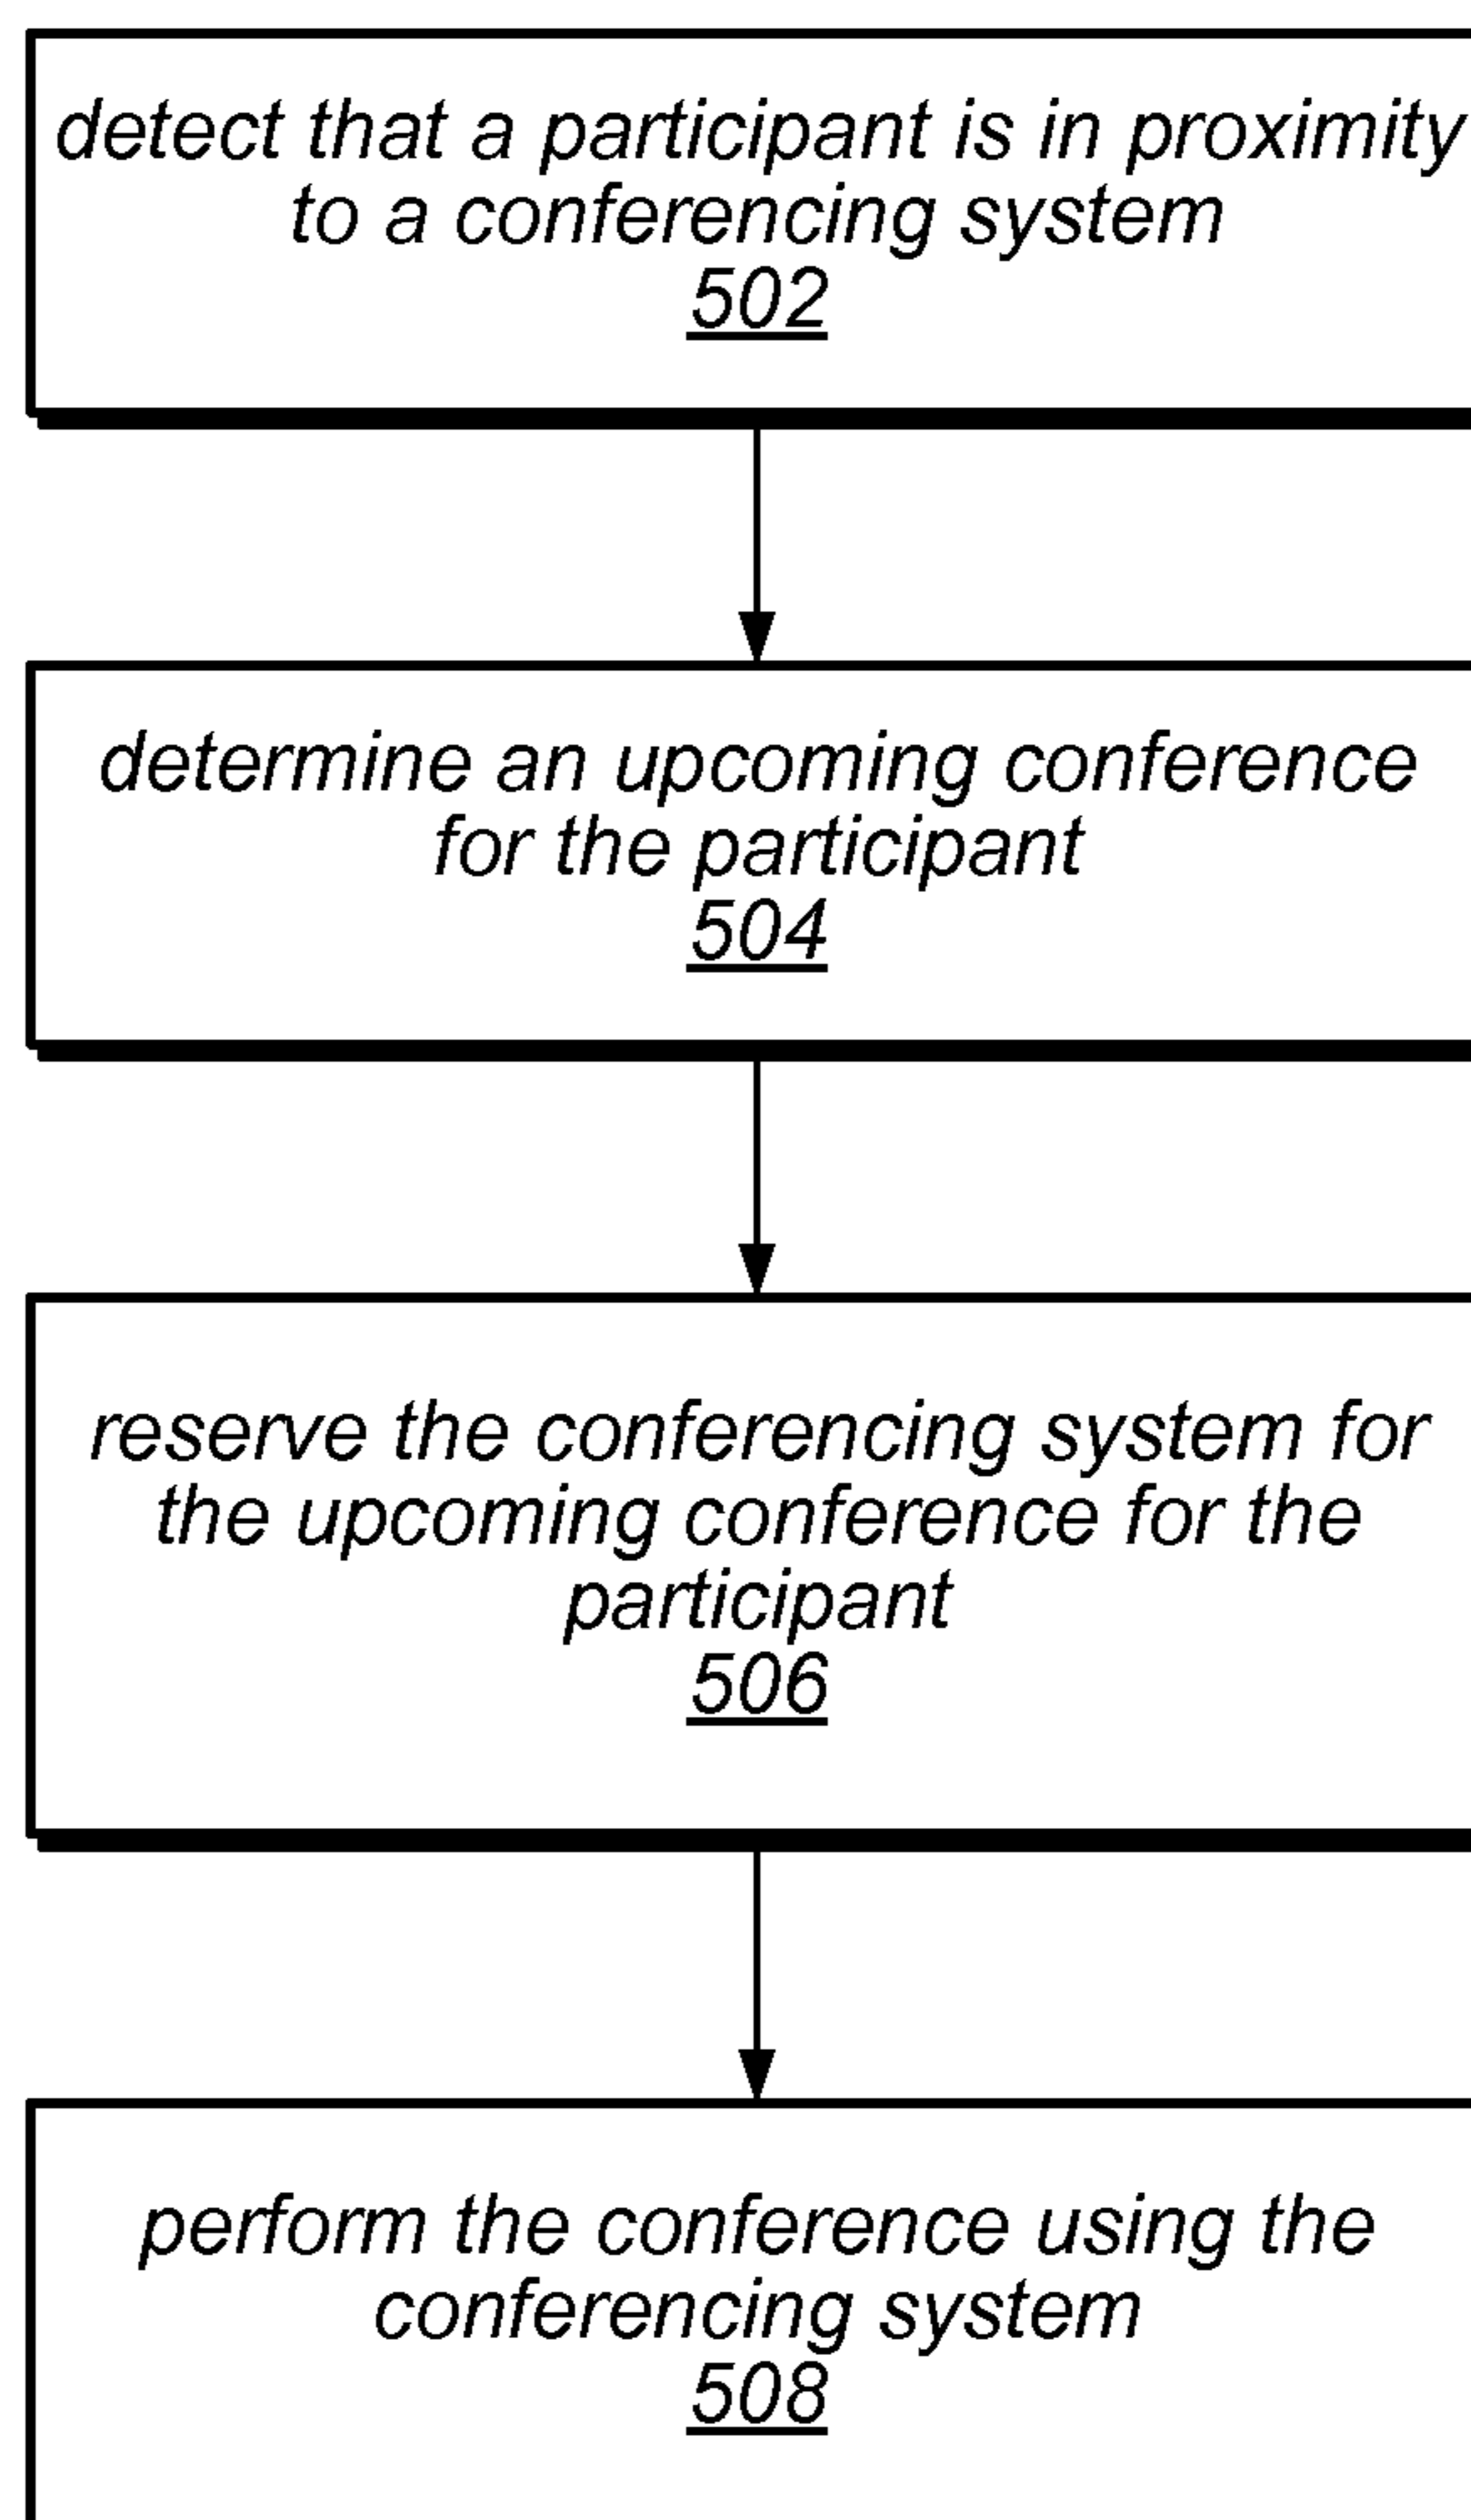 detect that a participant is in proximity
to a conferencing system
502
determine an upcoming conference
for the participant
504
reserve the conferencing system for
the upcoming conference for the
participant
506
perform the conference using the
conferencing system
508